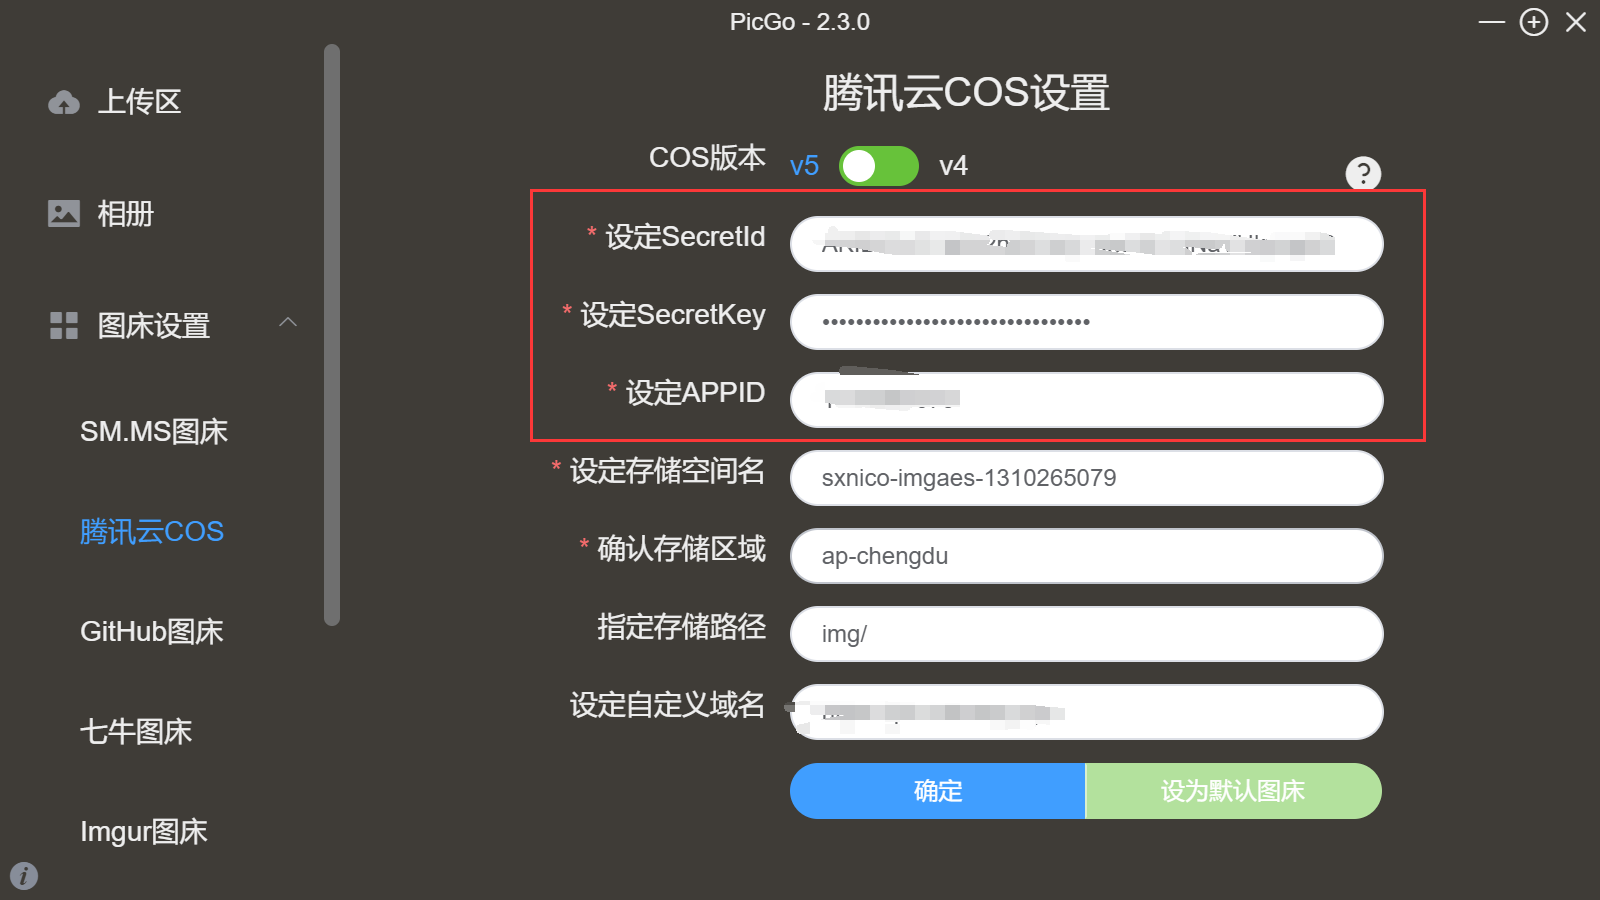 PicGo - 2.3.0
上传区
相册
图床设置
SM.MS图床
腾讯云COS
GitHub图床
七牛图床
Imgur图床
腾讯云COS设置
COS版本 v5 v4
* 设定SecretId
* 设定SecretKey ••••••••••••••••••••••••••••••••
* 设定APPID
* 设定存储空间名 sxnico-imgaes-1310265079
* 确认存储区域 ap-chengdu
指定存储路径 img/
设定自定义域名
确定 设为默认图床